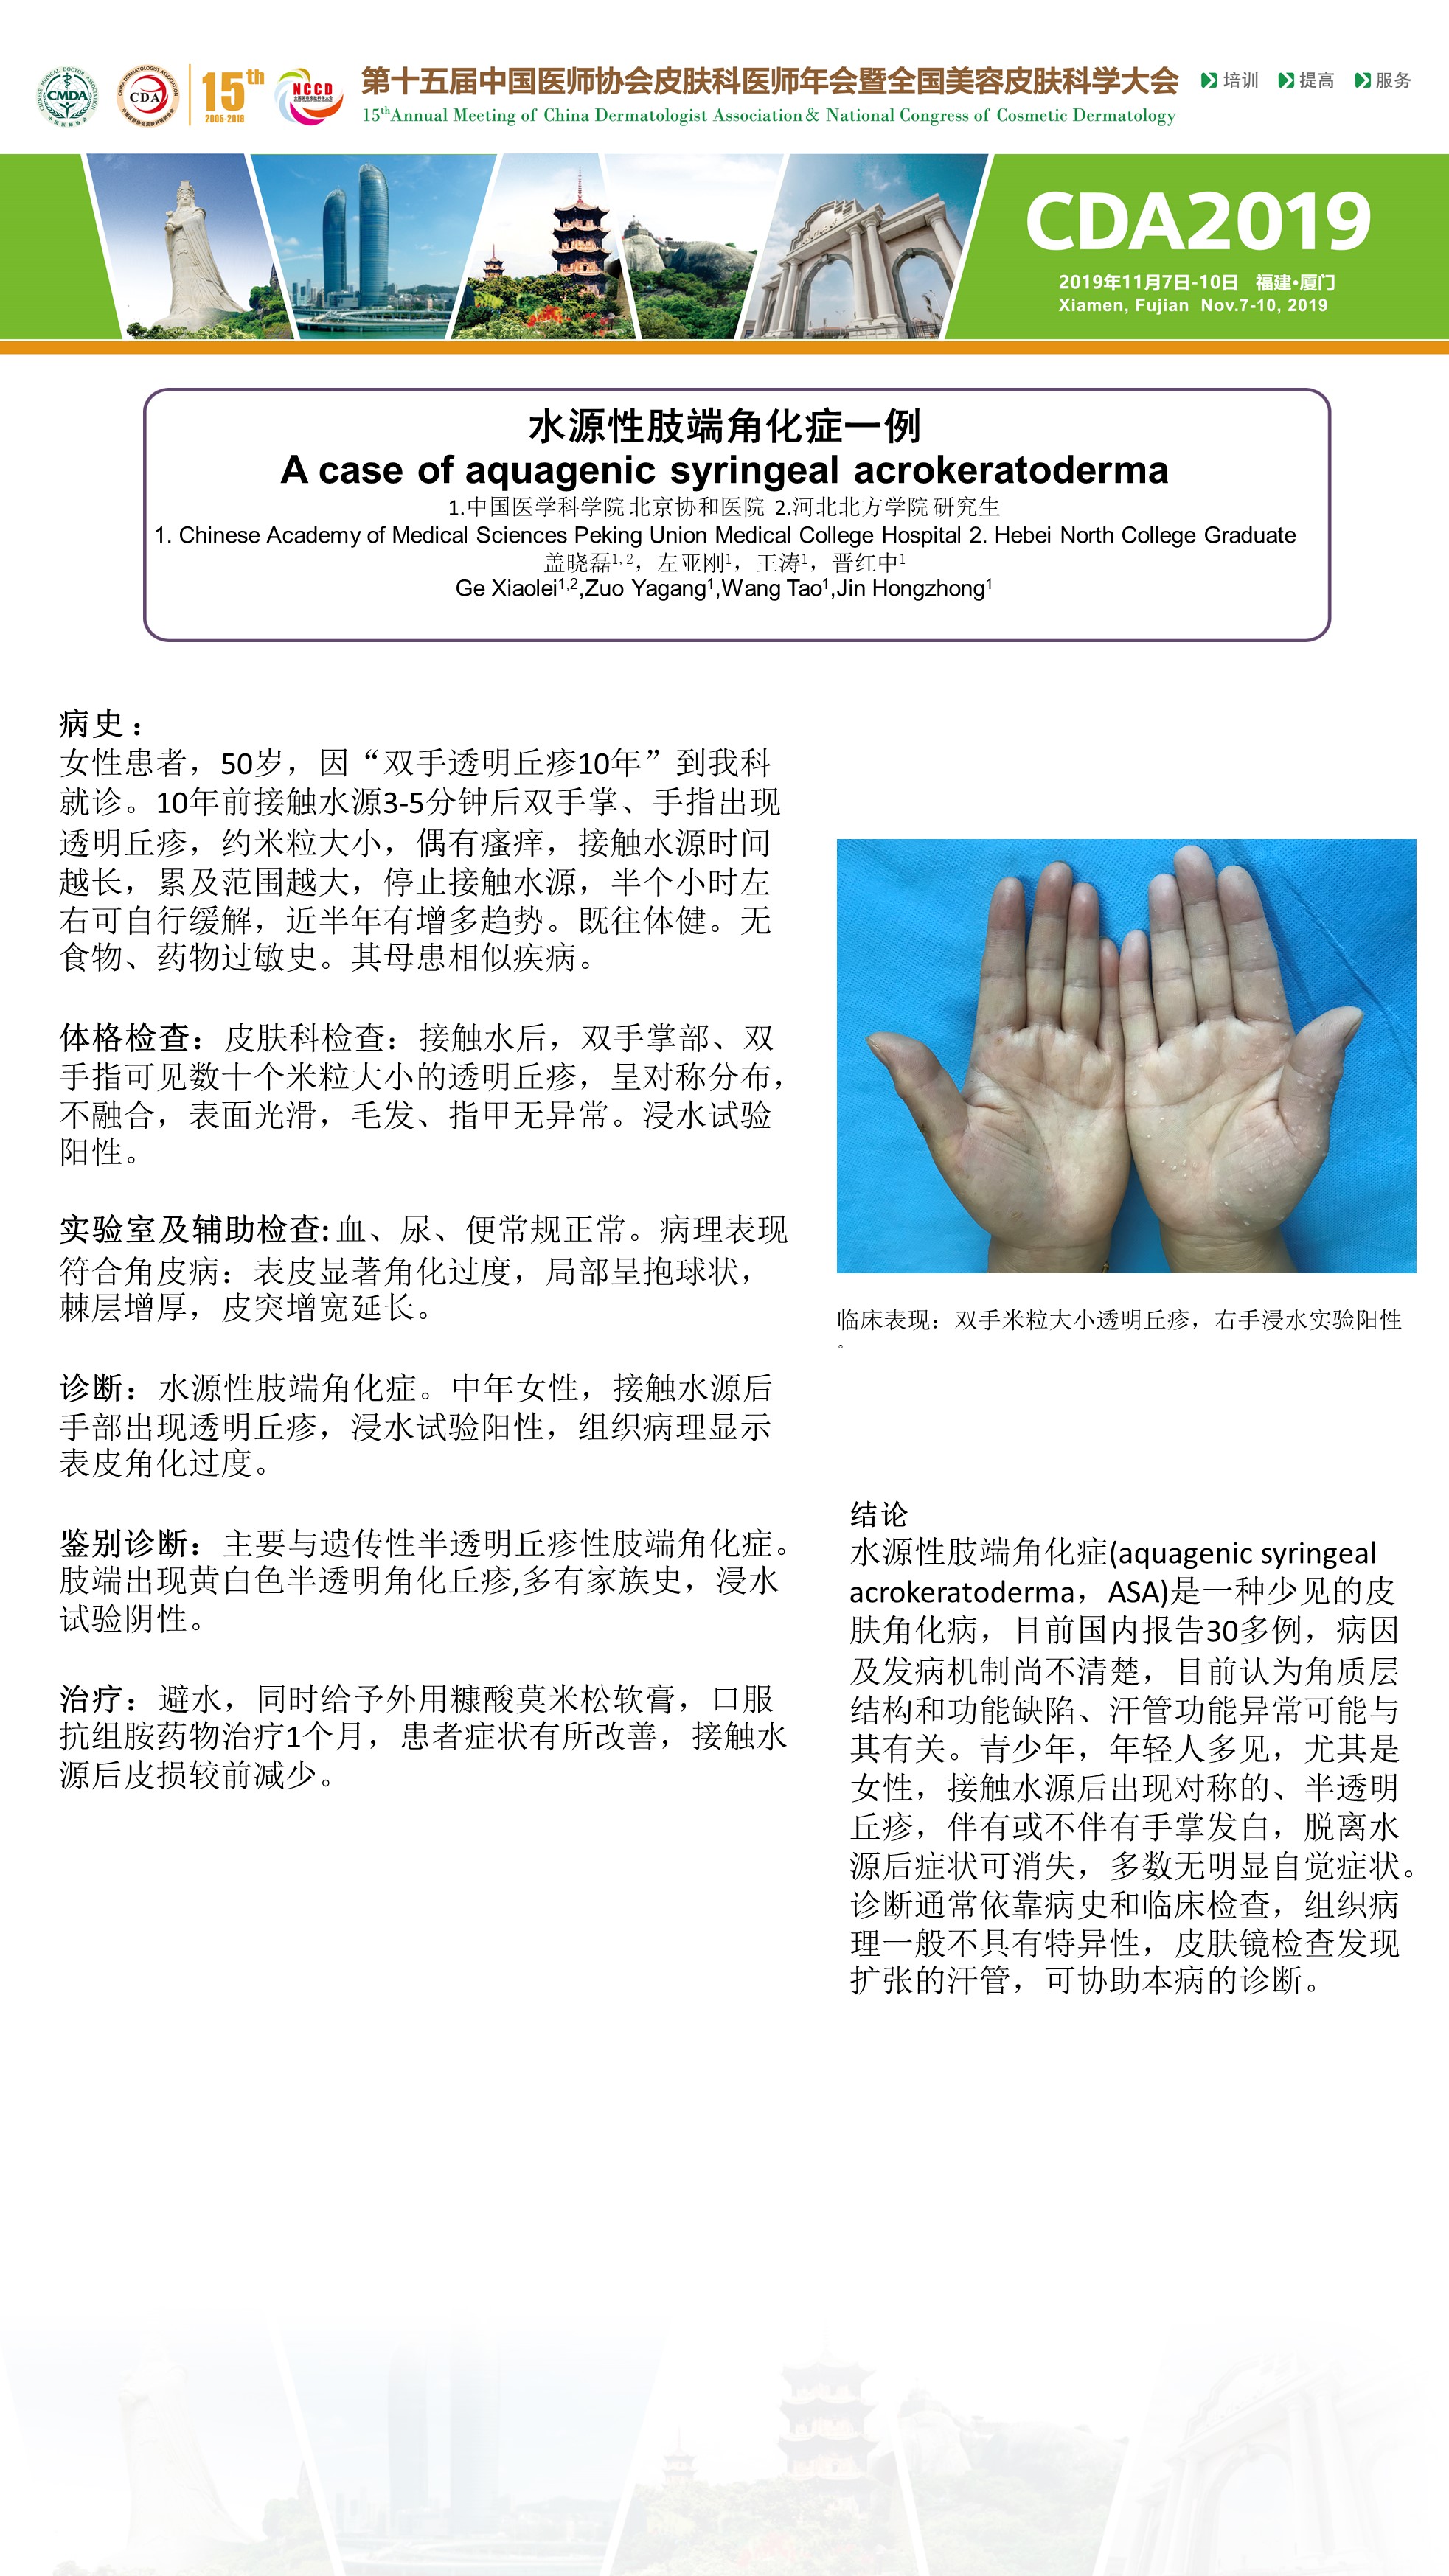 CMDA
CDA
15th
2005-2019
NCCD
第十五届中国医师协会皮肤科医师年会暨全国美容皮肤科学大会
15thAnnual Meeting of China Dermatologist Association& National Congress of Cosmetic Dermatology
培训 提高 服务
CDA2019
2019年11月7日-10日 福建•厦门
Xiamen, Fujian Nov.7-10, 2019
水源性肢端角化症一例
A case of aquagenic syringeal acrokeratoderma
1.中国医学科学院 北京协和医院 2.河北北方学院 研究生
1. Chinese Academy of Medical Sciences Peking Union Medical College Hospital 2. Hebei North College Graduate
盖晓磊1,2，左亚刚1，王涛1，晋红中1
Ge Xiaolei1,2,Zuo Yagang1,Wang Tao1,Jin Hongzhong1
病史：
女性患者，50岁，因“双手透明丘疹10年”到我科
就诊。10年前接触水源3-5分钟后双手掌、手指出现
透明丘疹，约米粒大小，偶有瘙痒，接触水源时间
越长，累及范围越大，停止接触水源，半个小时左
右可自行缓解，近半年有增多趋势。既往体健。无
食物、药物过敏史。其母患相似疾病。
体格检查：皮肤科检查：接触水后，双手掌部、双
手指可见数十个米粒大小的透明丘疹，呈对称分布，
不融合，表面光滑，毛发、指甲无异常。浸水试验
阳性。
实验室及辅助检查:血、尿、便常规正常。病理表现
符合角皮病：表皮显著角化过度，局部呈抱球状，
棘层增厚，皮突增宽延长。
诊断：水源性肢端角化症。中年女性，接触水源后
手部出现透明丘疹，浸水试验阳性，组织病理显示
表皮角化过度。
鉴别诊断：主要与遗传性半透明丘疹性肢端角化症。
肢端出现黄白色半透明角化丘疹,多有家族史，浸水
试验阴性。
治疗：避水，同时给予外用糠酸莫米松软膏，口服
抗组胺药物治疗1个月，患者症状有所改善，接触水
源后皮损较前减少。
临床表现：双手米粒大小透明丘疹，右手浸水实验阳性
。
结论
水源性肢端角化症(aquagenic syringeal
acrokeratoderma，ASA)是一种少见的皮
肤角化病，目前国内报告30多例，病因
及发病机制尚不清楚，目前认为角质层
结构和功能缺陷、汗管功能异常可能与
其有关。青少年，年轻人多见，尤其是
女性，接触水源后出现对称的、半透明
丘疹，伴有或不伴有手掌发白，脱离水
源后症状可消失，多数无明显自觉症状。
诊断通常依靠病史和临床检查，组织病
理一般不具有特异性，皮肤镜检查发现
扩张的汗管，可协助本病的诊断。